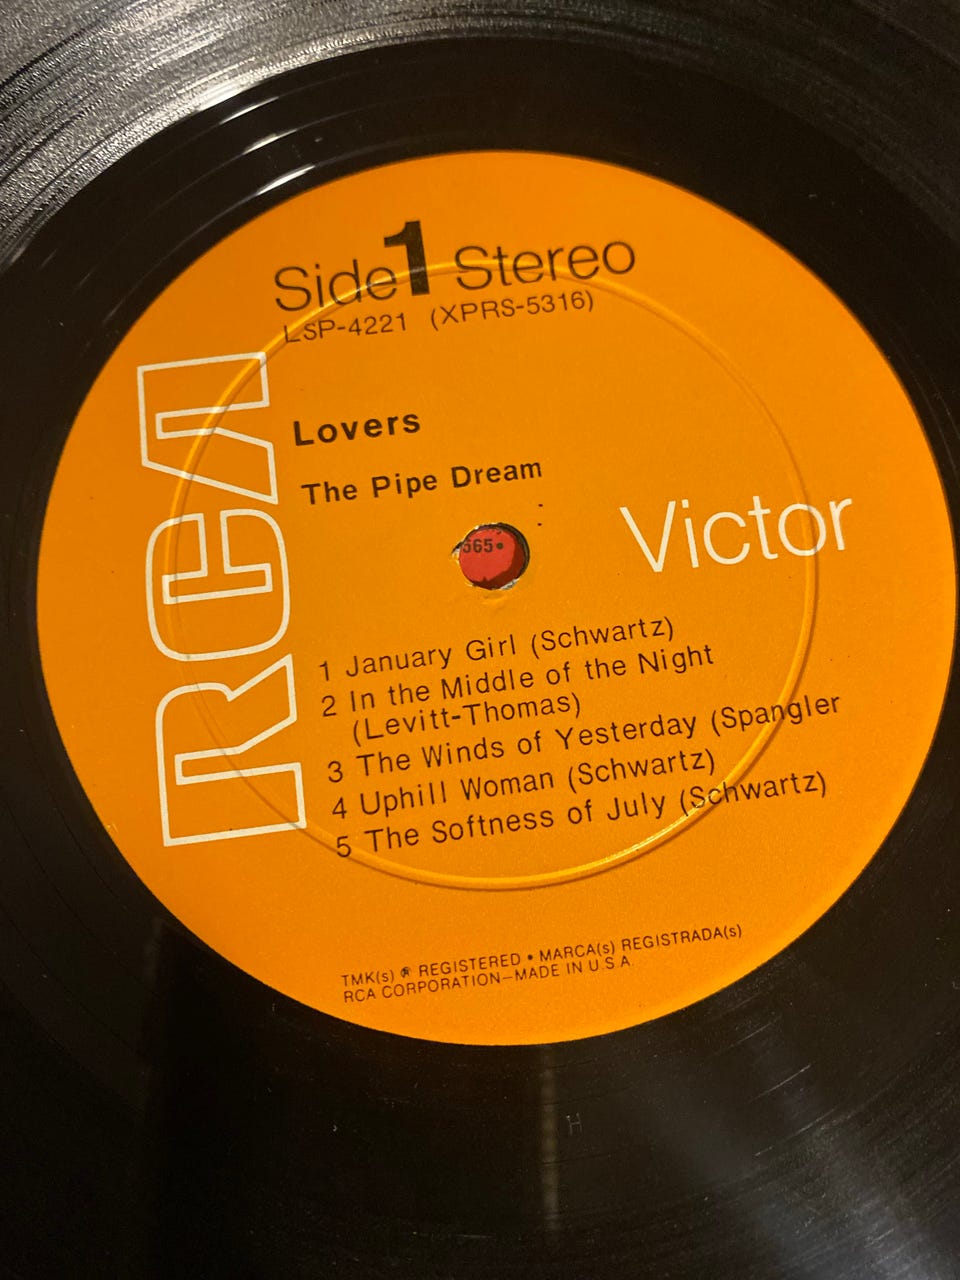 Side 1 Stereo
LSP-4221 (XPRS-5316)
RCA
Lovers
The Pipe Dream
Victor
565•
1 January Girl (Schwartz)
2 In the Middle of the Night
(Levitt-Thomas)
3 The Winds of Yesterday (Spangler
4 Uphill Woman (Schwartz)
5 The Softness of July (Schwartz)
TMK(s) ® REGISTERED • MARCA(s) REGISTRADA(s)
RCA CORPORATION—MADE IN U.S.A.
H